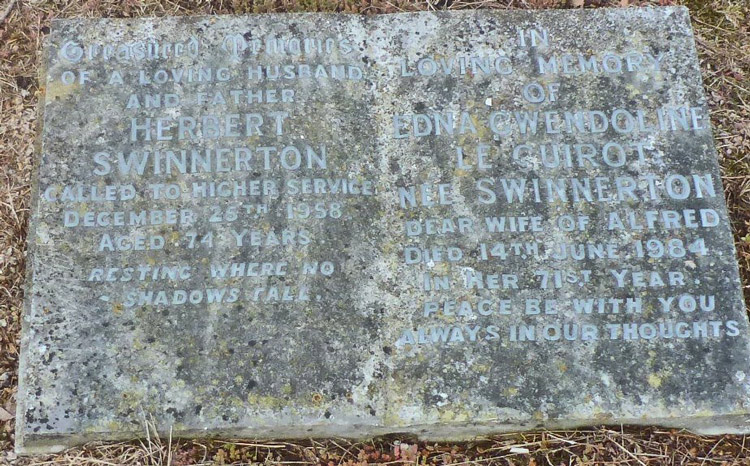 Treasured Memories
OF A LOVING HUSBAND
AND FATHER
HERBERT
SWINNERTON
CALLED TO HIGHER SERVICE
DECEMBER 25TH 1958
AGED 74 YEARS
RESTING WHERE NO
SHADOWS FALL.
IN
LOVING MEMORY
OF
EDNA GWENDOLINE
LE GUIROT
NEE SWINNERTON
DEAR WIFE OF ALFRED
DIED 14TH JUNE 1984
IN HER 71ST YEAR.
PEACE BE WITH YOU
ALWAYS IN OUR THOUGHTS